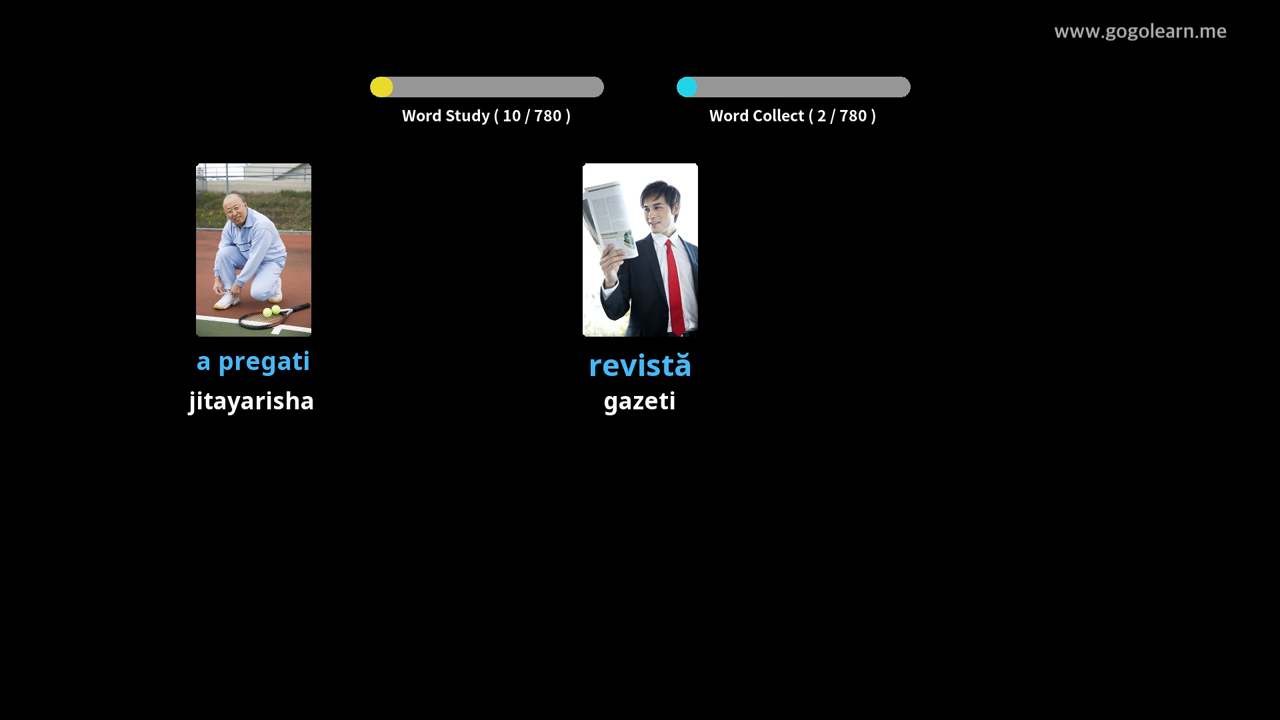 www.gogolearn.me
Word Study ( 10 / 780 )
Word Collect ( 2 / 780 )
a pregati
jitayarisha
revistă
gazeti